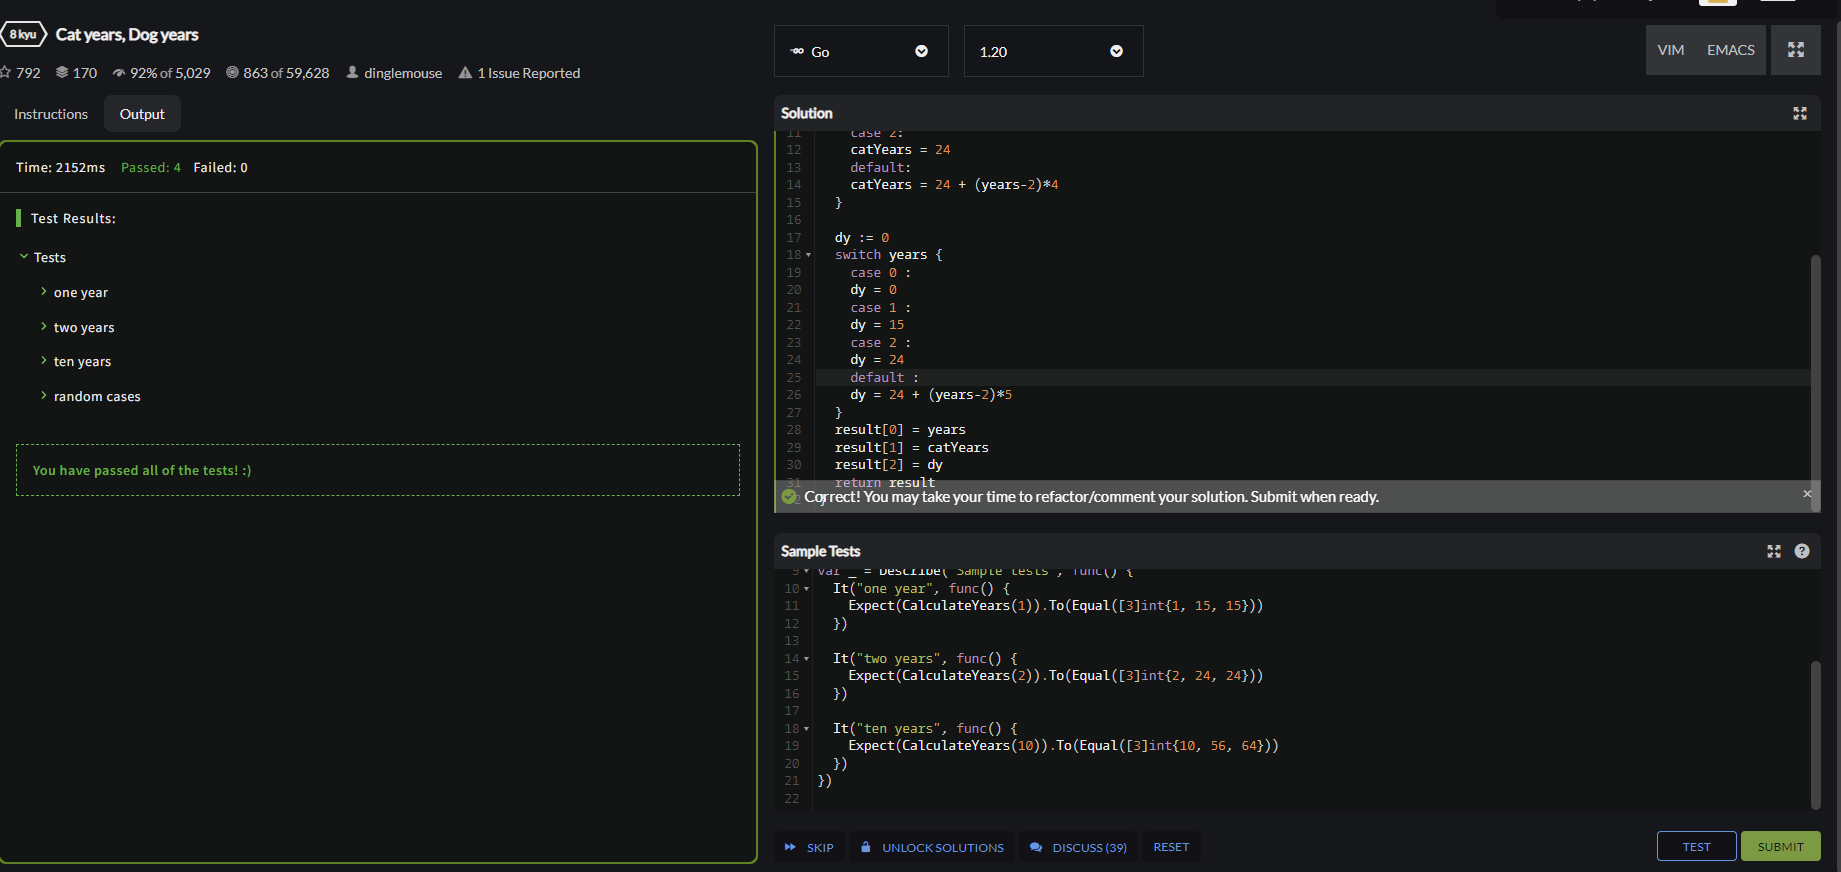 8 kyu Cat years, Dog years
792 170 92% of 5,029 863 of 59,628 dinglemouse 1 Issue Reported
Instructions Output
Time: 2152ms Passed: 4 Failed: 0
Test Results:
Tests
one year
two years
ten years
random cases
You have passed all of the tests! :)
Go 1.20 VIM EMACS
Solution
11 case 2:
12 catYears = 24
13 default:
14 catYears = 24 + (years-2)*4
15 }
16
17 dy := 0
18 switch years {
19 case 0 :
20 dy = 0
21 case 1 :
22 dy = 15
23 case 2 :
24 dy = 24
25 default :
26 dy = 24 + (years-2)*5
27 }
28 result[0] = years
29 result[1] = catYears
30 result[2] = dy
31 return result
Correct! You may take your time to refactor/comment your solution. Submit when ready.
Sample Tests
9 var _ = Describe("Sample tests", func() {
10 It("one year", func() {
11 Expect(CalculateYears(1)).To(Equal([3]int{1, 15, 15}))
12 })
13
14 It("two years", func() {
15 Expect(CalculateYears(2)).To(Equal([3]int{2, 24, 24}))
16 })
17
18 It("ten years", func() {
19 Expect(CalculateYears(10)).To(Equal([3]int{10, 56, 64}))
20 })
21 })
22
SKIP UNLOCK SOLUTIONS DISCUSS (39) RESET TEST SUBMIT